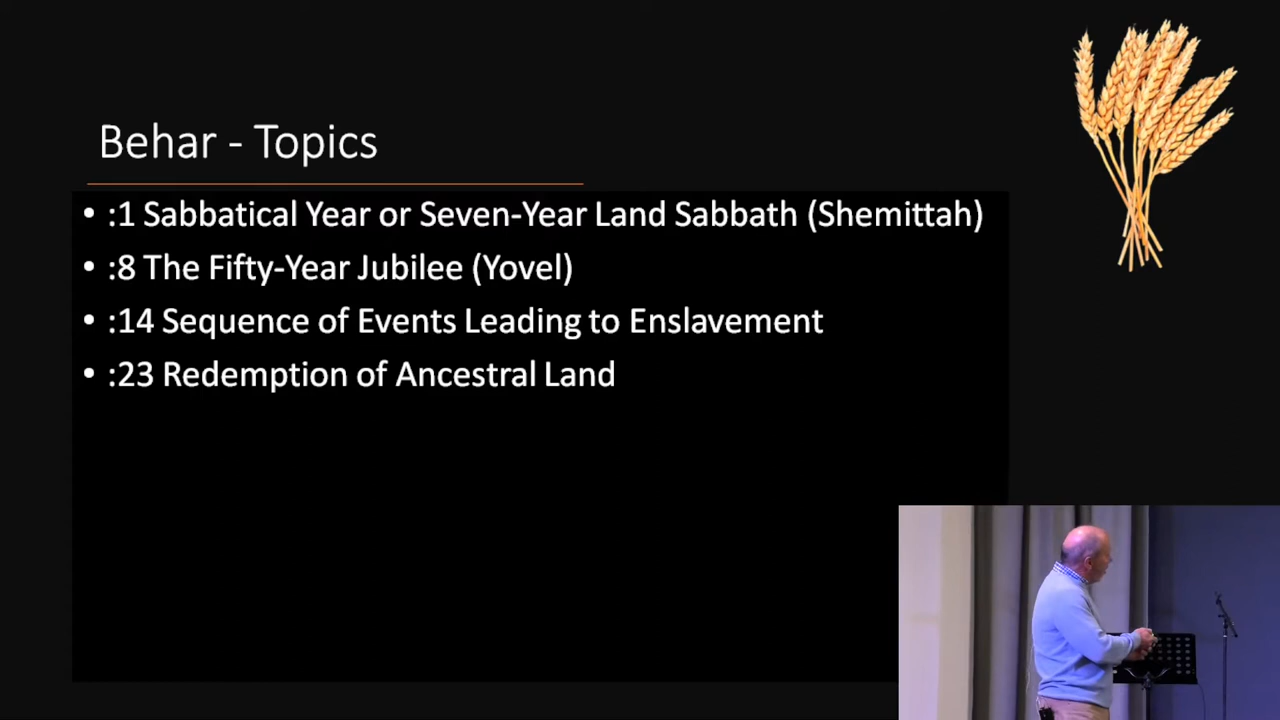 Behar - Topics
• :1 Sabbatical Year or Seven-Year Land Sabbath (Shemittah)
• :8 The Fifty-Year Jubilee (Yovel)
• :14 Sequence of Events Leading to Enslavement
• :23 Redemption of Ancestral Land